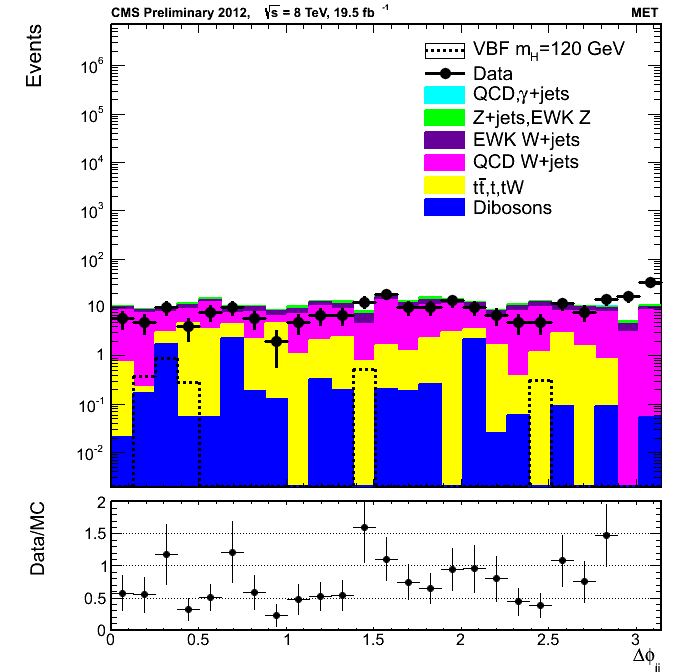 CMS Preliminary 2012, √s = 8 TeV, 19.5 fb⁻¹ MET
Events
VBF m_H=120 GeV
Data
QCD,γ+jets
Z+jets,EWK Z
EWK W+jets
QCD W+jets
tt̄,t,tW
Dibosons
10⁶
10⁵
10⁴
10³
10²
10
1
10⁻¹
10⁻²
Data/MC
2
1.5
1
0.5
0
0 0.5 1 1.5 2 2.5 3
Δφ_jj